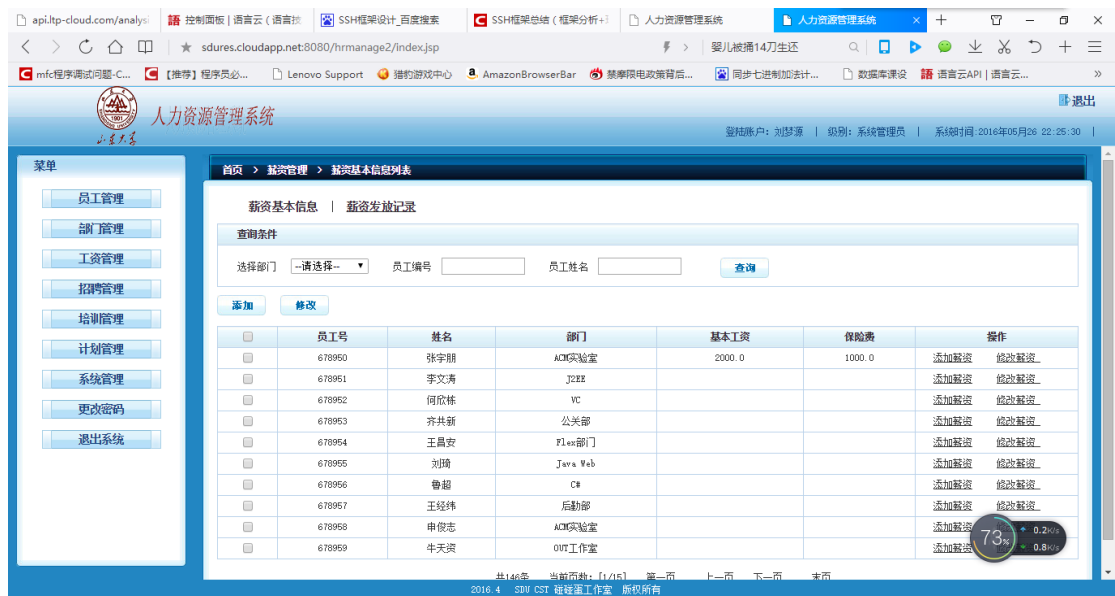 api.ltp-cloud.com/analysi 控制面板 | 语言云（语言技 SSH框架设计_百度搜索 SSH框架总结（框架分析+ 人力资源管理系统 人力资源管理系统
sdures.cloudapp.net:8080/hrmanage2/index.jsp 婴儿被捅14刀生还
mfc程序调试问题-C... 【推荐】程序员必... Lenovo Support 猎豹游戏中心 AmazonBrowserBar 禁摩限电政策背后... 同步七进制加法计... 数据库课设 语言云API | 语言云...
山东大学 人力资源管理系统 退出
登陆账户：刘梦源 | 级别：系统管理员 | 系统时间:2016年05月26 22:25:30 |
菜单
员工管理
部门管理
工资管理
招聘管理
培训管理
计划管理
系统管理
更改密码
退出系统
首页 > 薪资管理 > 薪资基本信息列表
薪资基本信息 | 薪资发放记录
查询条件
选择部门 --请选择-- 员工编号 员工姓名 查询
添加 修改
员工号 姓名 部门 基本工资 保险费 操作
678950 张宇朋 ACM实验室 2000.0 1000.0 添加薪资 修改薪资
678951 李文涛 J2EE 添加薪资 修改薪资
678952 何欣栋 VC 添加薪资 修改薪资
678953 齐共新 公关部 添加薪资 修改薪资
678954 王昌安 Flex部门 添加薪资 修改薪资
678955 刘琦 Java Web 添加薪资 修改薪资
678956 鲁超 C# 添加薪资 修改薪资
678957 王经纬 后勤部 添加薪资 修改薪资
678958 申俊志 ACM实验室 添加薪资
678959 牛天资 OUT工作室 添加薪资
73% 0.2K/s
0.8K/s
共146条 当前页数：[1/15] 第一页 上一页 下一页 末页
2016.4 SDU CST 碰碰蛋工作室 版权所有